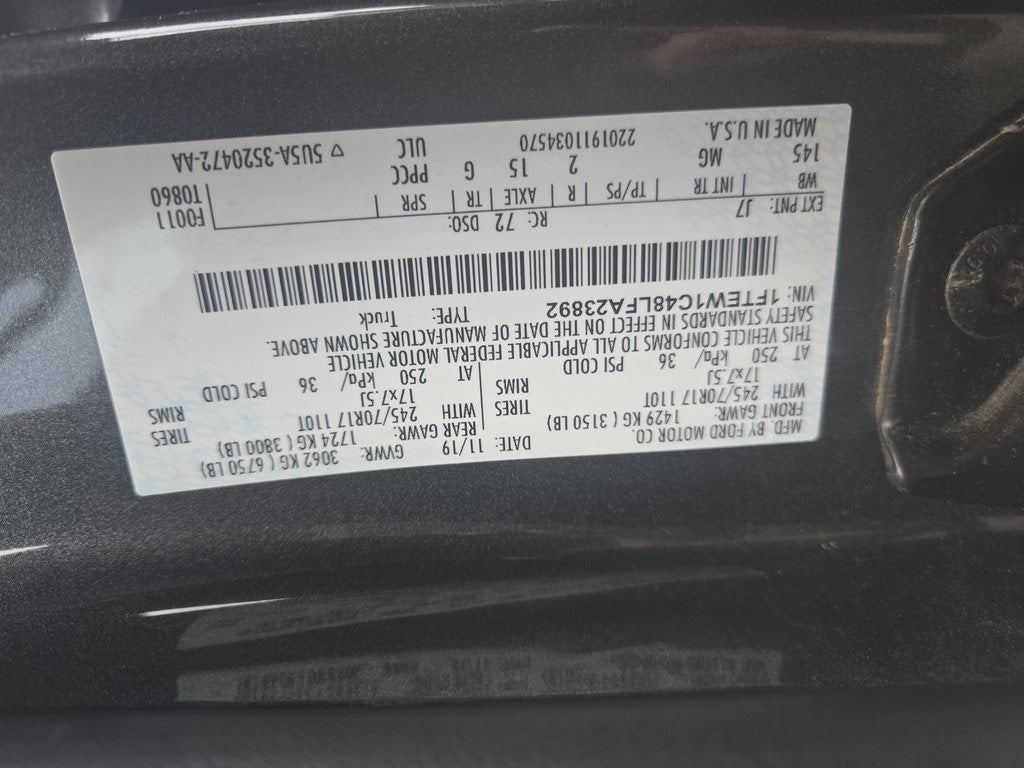 MFD. BY FORD MOTOR CO.
DATE: 11/19 GVWR: 3062 KG ( 6750 LB)
FRONT GAWR: 1429 KG ( 3150 LB) REAR GAWR: 1724 KG ( 3800 LB)
WITH 245/70R17 110T TIRES WITH 245/70R17 110T TIRES
17x7.5J RIMS 17x7.5J RIMS
AT 250 kPa/ 36 PSI COLD AT 250 kPa/ 36 PSI COLD
THIS VEHICLE CONFORMS TO ALL APPLICABLE FEDERAL MOTOR VEHICLE
SAFETY STANDARDS IN EFFECT ON THE DATE OF MANUFACTURE SHOWN ABOVE.
VIN: 1FTEW1C48LFA23892 TYPE: Truck
EXT PNT: J7 RC: 72 DSO: F0011
WB | INT TR | TP/PS | R | AXLE | TR | SPR | T0860
145 MG 2 15 G PPCC
MADE IN U.S.A. 2201911034570 ULC ▽ 5U5A-3520472-AA